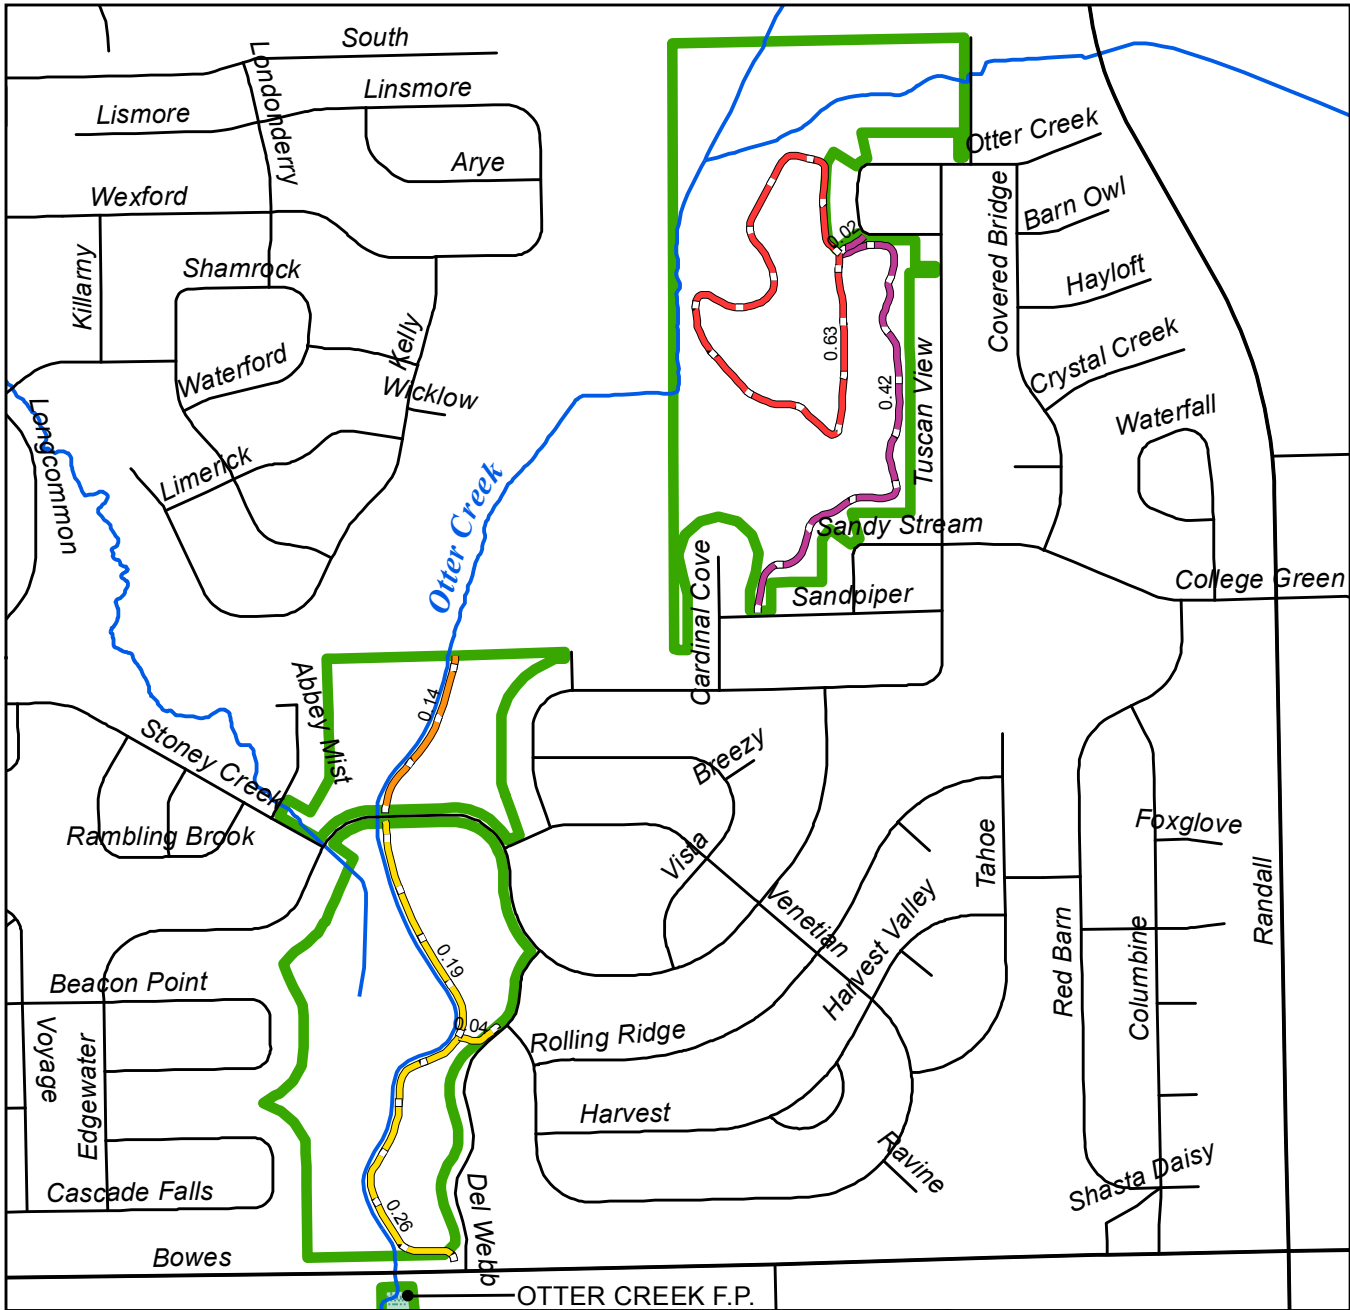 South
Londonderry
Linsmore
Lismore
Otter Creek
Arye
Wexford
Barn Owl
Covered Bridge
0.02
Killarny
Shamrock
Hayloft
Kelly
0.63
Tuscan View
Waterford
Crystal Creek
Wicklow
0.42
Longcommon
Waterfall
Limerick
Otter Creek
Sandy Stream
Cardinal Cove
College Green
Sandpiper
Abbey Mist
0.14
Stoney Creek
Breezy
Rambling Brook
Foxglove
Vista
Tahoe
Randall
Venetian
Harvest Valley
0.19
Red Barn
Columbine
Beacon Point
0.04
Voyage
Edgewater
Rolling Ridge
Harvest
Ravine
Shasta Daisy
Cascade Falls
0.26
Del Webb
Bowes
OTTER CREEK F.P.